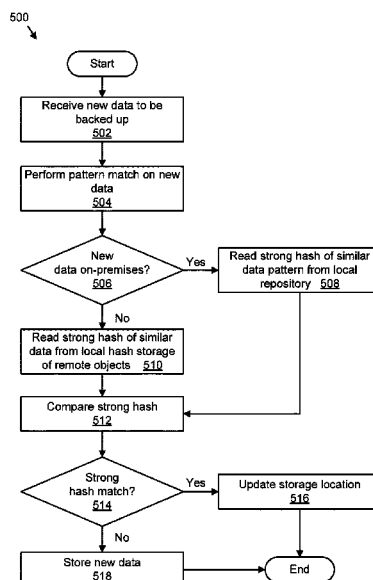 500
Start
Receive new data to be
backed up
502
Perform pattern match on new
data
504
New
data on-premises?
506
Yes
Read strong hash of similar
data pattern from local
repository 508
No
Read strong hash of similar
data from local hash storage
of remote objects 510
Compare strong hash
512
Strong
hash match?
514
Yes
Update storage location
516
No
Store new data
518
End